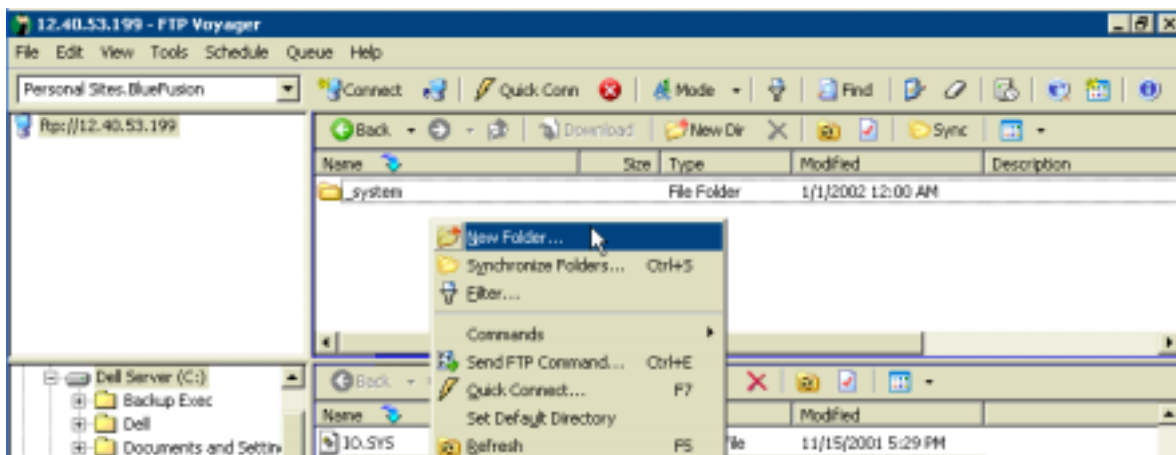 12.40.53.199 - FTP Voyager
File Edit View Tools Schedule Queue Help
Personal Sites.BlueFusion Connect Quick Conn Mode Find
ftp://12.40.53.199
Back Download New Dir Sync
Name Size Type Modified Description
_system File Folder 1/1/2002 12:00 AM
New Folder...
Synchronize Folders... Ctrl+S
Filter...
Commands
Send FTP Command... Ctrl+E
Quick Connect... F7
Set Default Directory
Refresh F5
Dell Server (C:)
Backup Exec
Dell
Documents and Settin
Back
Name Modified
IO.SYS file 11/15/2001 5:29 PM